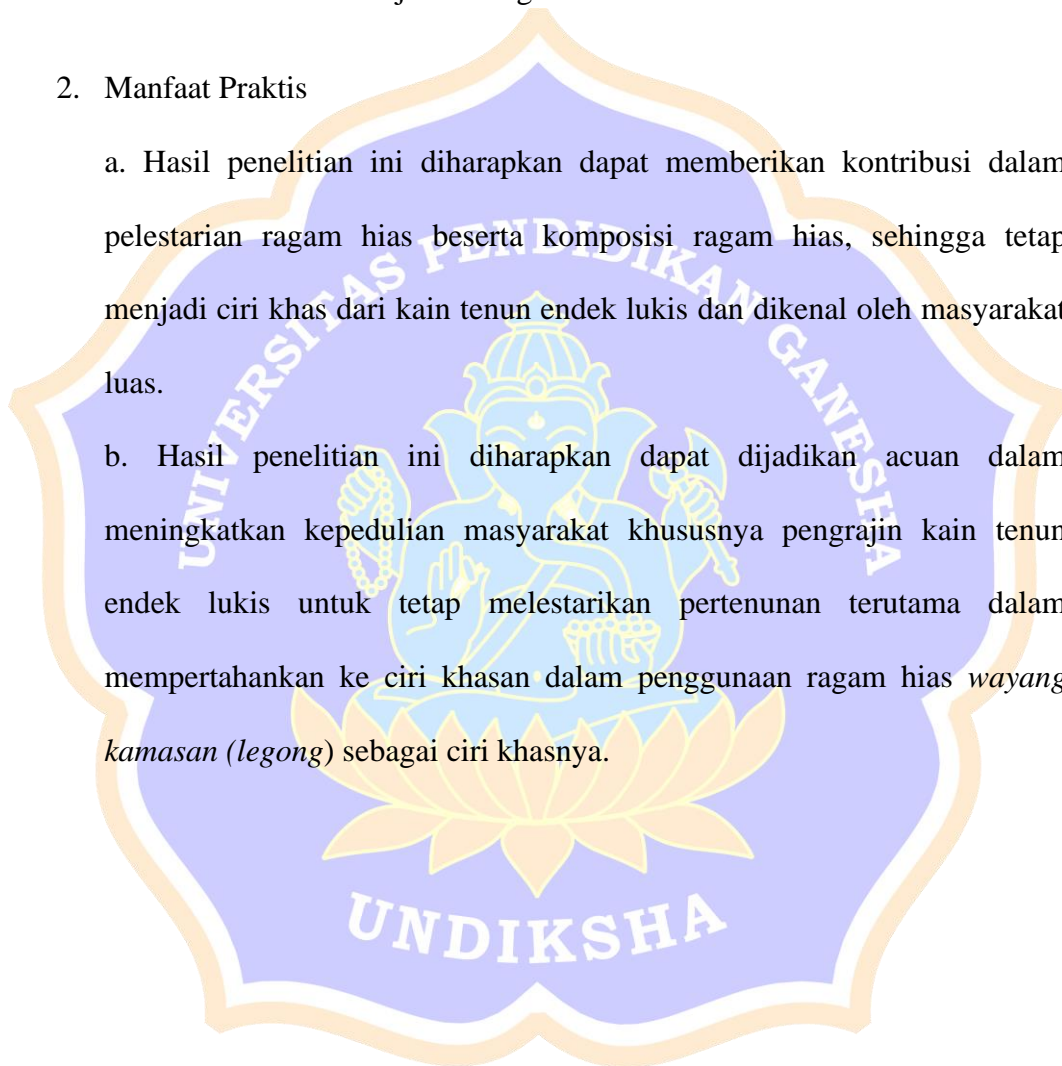 2. Manfaat Praktis
a. Hasil penelitian ini diharapkan dapat memberikan kontribusi dalam
pelestarian ragam hias beserta komposisi ragam hias, sehingga tetap
menjadi ciri khas dari kain tenun endek lukis dan dikenal oleh masyarakat
luas.
b. Hasil penelitian ini diharapkan dapat dijadikan acuan dalam
meningkatkan kepedulian masyarakat khususnya pengrajin kain tenun
endek lukis untuk tetap melestarikan pertenunan terutama dalam
mempertahankan ke ciri khasan dalam penggunaan ragam hias wayang
kamasan (legong) sebagai ciri khasnya.
UNIVERSITAS PENDIDIKAN GANESHA
UNDIKSHA